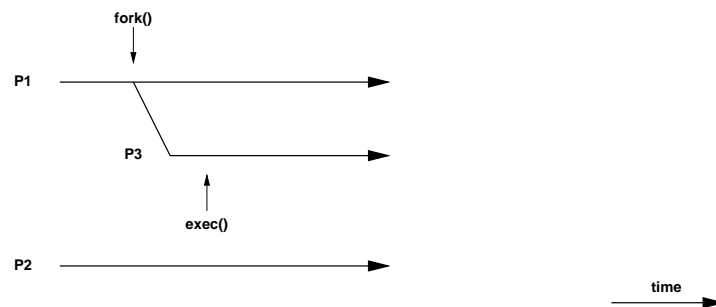 fork()
P1
P3
exec()
P2
time